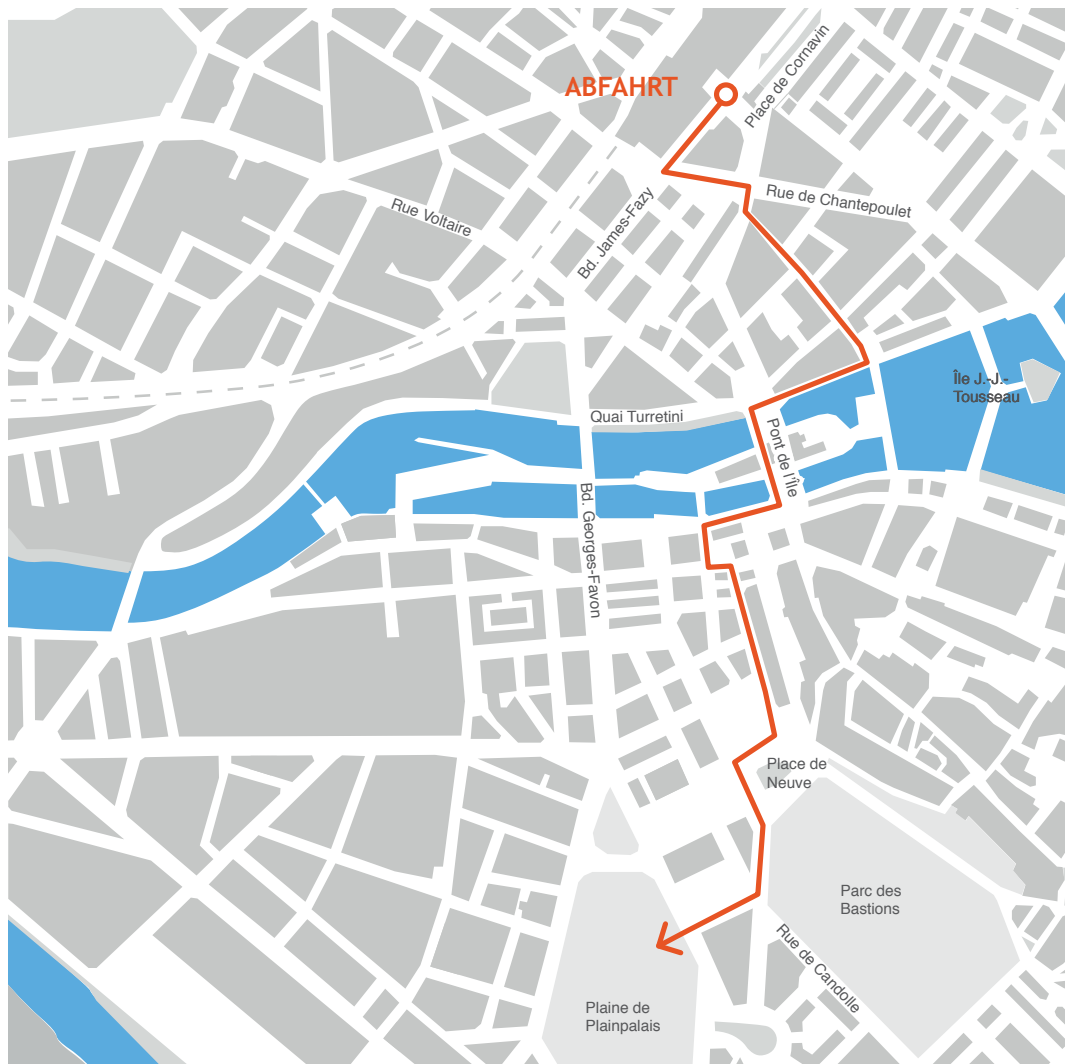 Place de Cornavin
ABFAHRT
Rue de Chantepoulet
Rue Voltaire
Bd. James-Fazy
Île J.-J.-
Tousseau
Quai Turretini
Pont de l'Île
Bd. Georges-Favon
Place de
Neuve
Parc des
Bastions
Rue de Candolle
Plaine de
Plainpalais